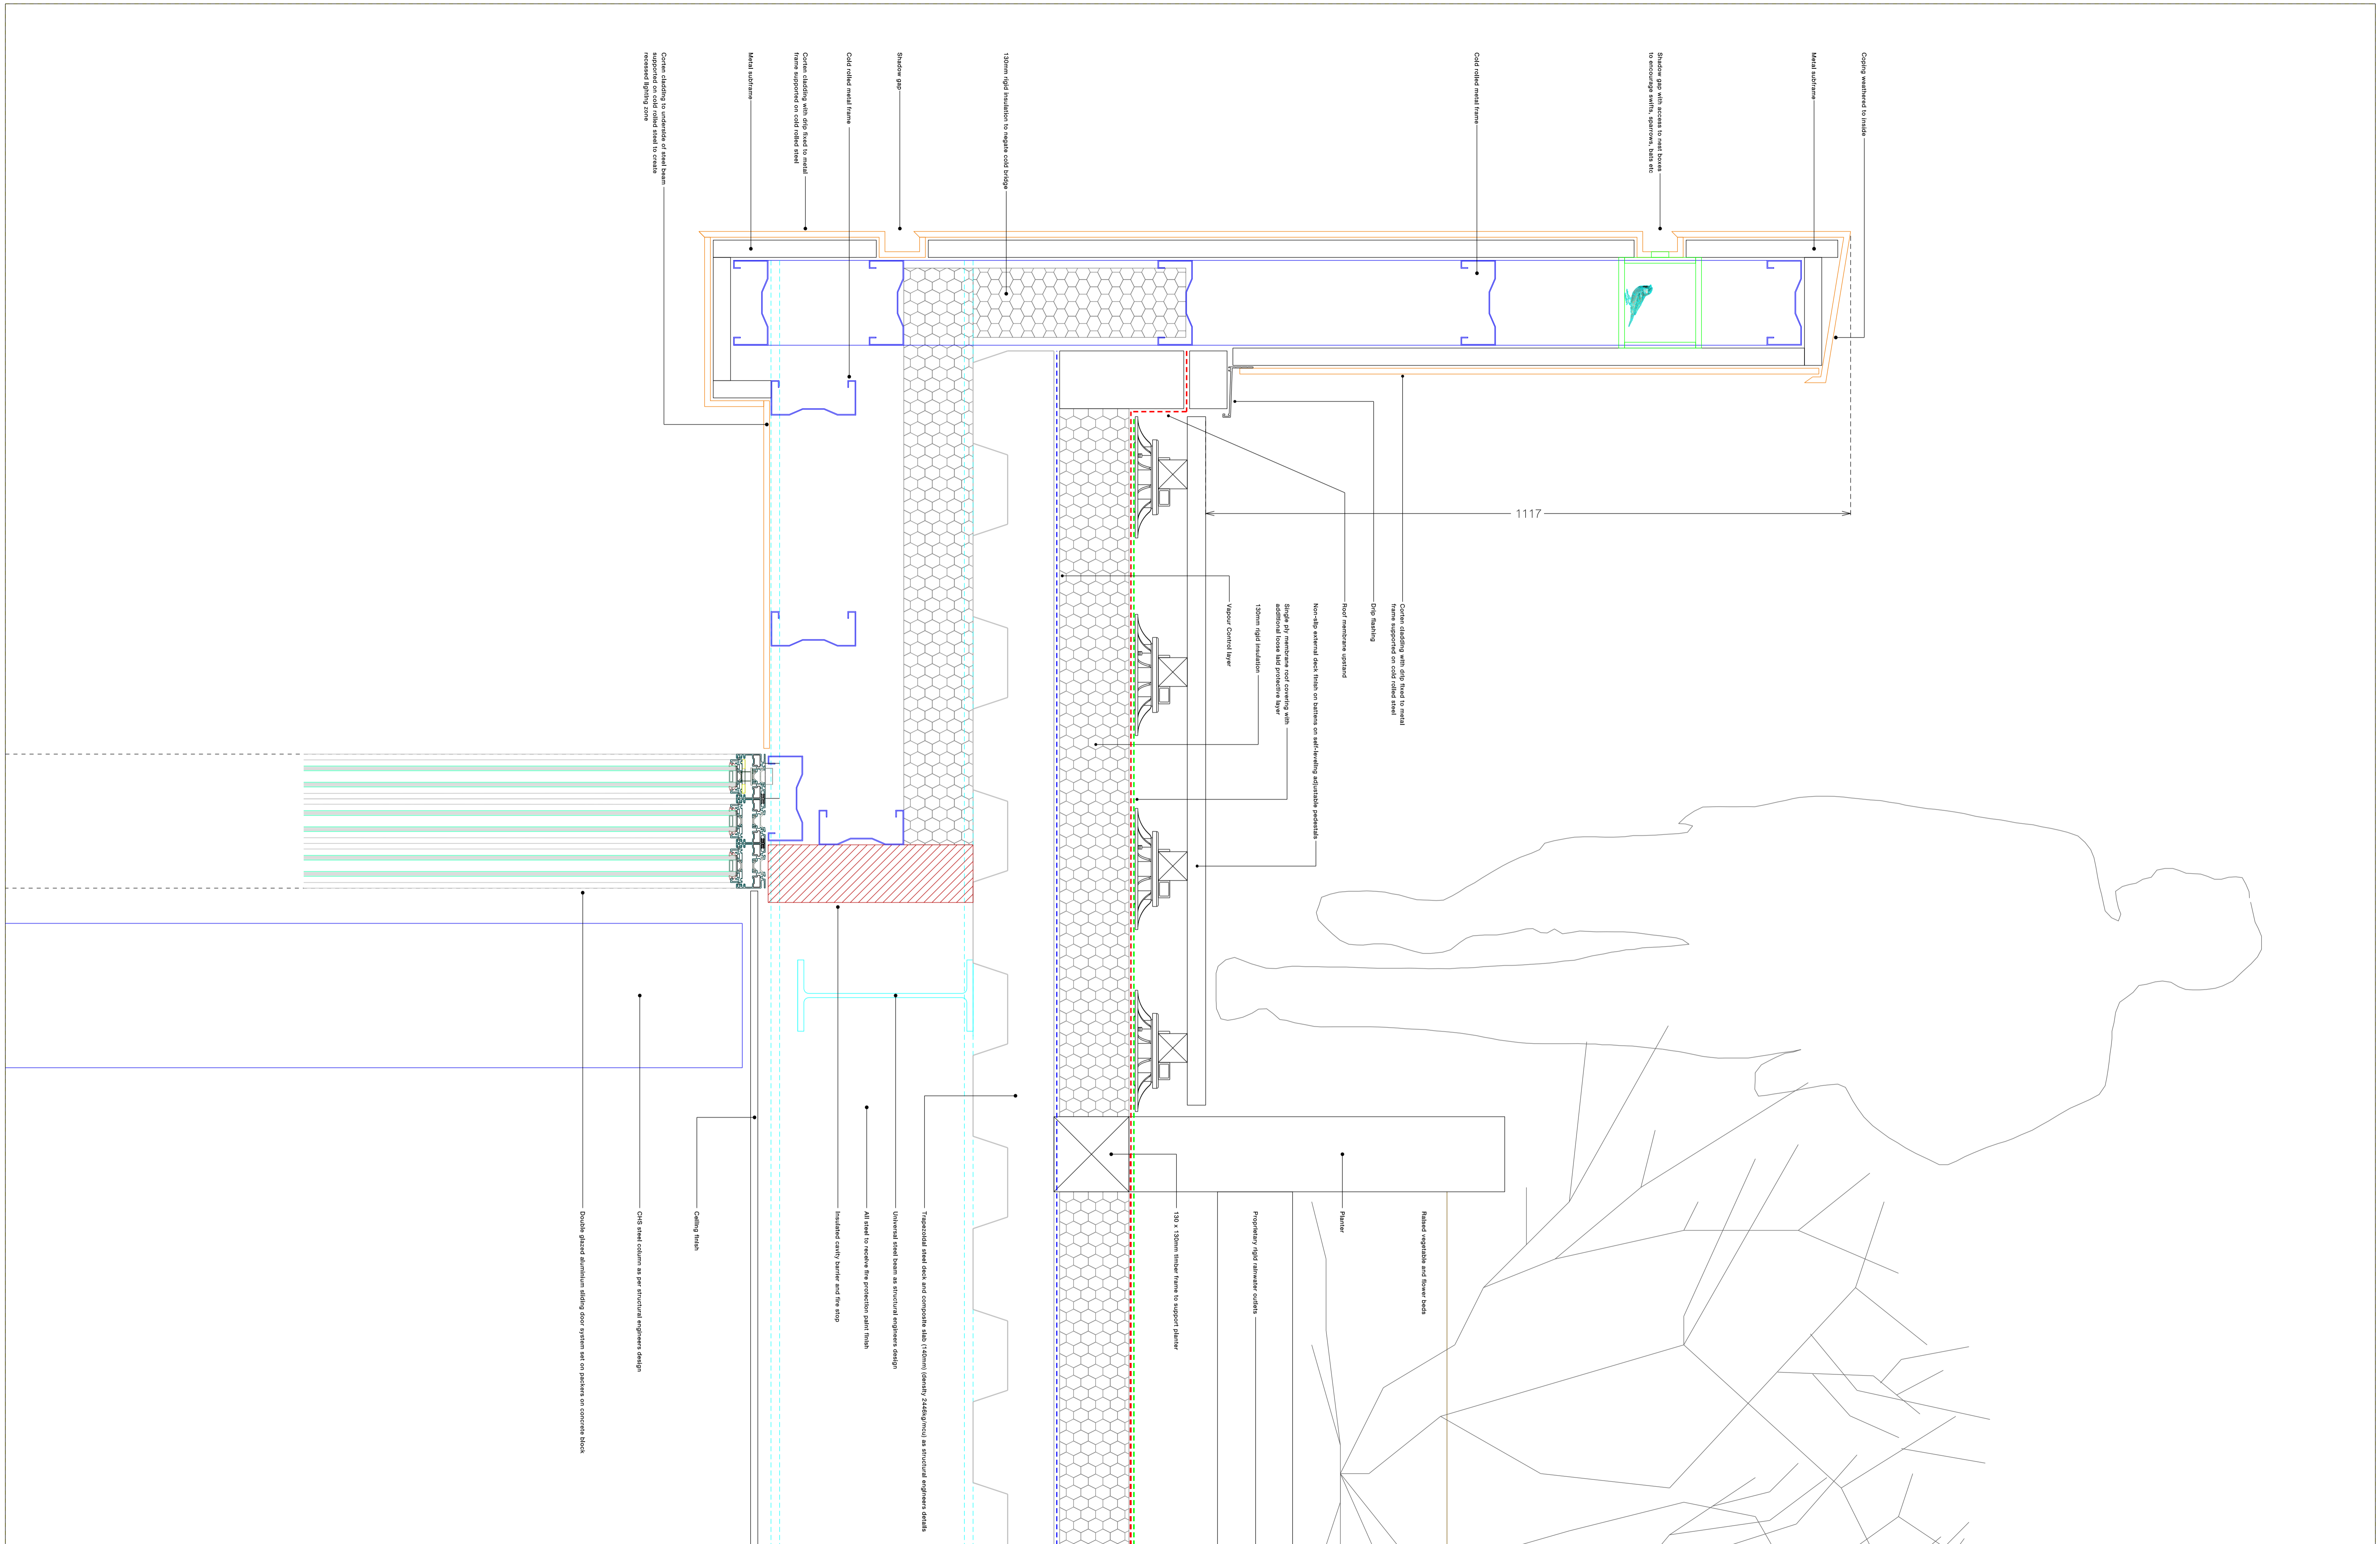 Coping weathered to inside
Metal subframe
Shadow gap with access to nest boxes
to encourage swifts, sparrows, bats etc
Cold rolled metal frame
130mm rigid insulation to negate cold bridge
Shadow gap
Cold rolled metal frame
Corten cladding with drip fixed to metal
frame supported on cold rolled steel
Metal subframe
Corten cladding to underside of steel beam
supported on cold rolled steel to create
recessed lighting zone
1117
Corten cladding with drip fixed to metal
frame supported on cold rolled steel
Drip flashing
Roof membrane upstand
Non-slip external deck finish on battens on self-leveling adjustable pedestals
Single ply membrane roof covering with
additional loose laid protective layer
130mm rigid insulation
Vapour Control layer
Raised vegetable and flower beds
Planter
Proprietary rigid rainwater outlets
130 x 130mm timber frame to support planter
Trapezoidal steel deck and composite slab (140mm) (density 2446kg/mcu) as structural engineers details
Universal steel beam as structural engineers design
All steel to receive fire protection paint finish
Insulated cavity barrier and fire stop
Ceiling finish
CHS steel column as per structural engineers design
Double glazed aluminium sliding door system set on packers on concrete block